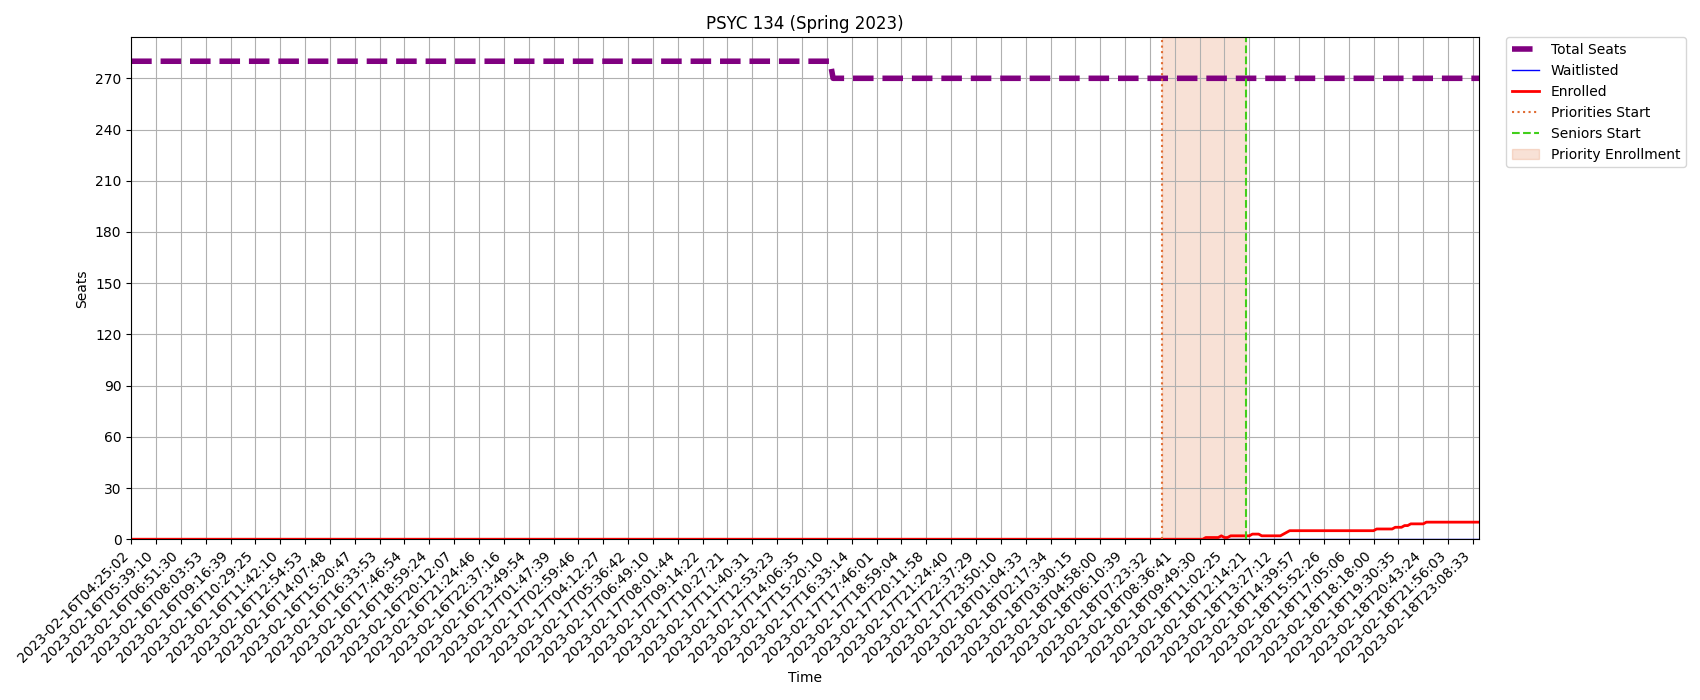 PSYC 134 (Spring 2023)
Total Seats
Waitlisted
Enrolled
Priorities Start
Seniors Start
Priority Enrollment
Seats
270
240
210
180
150
120
90
60
30
0
2023-02-16T04:25:02
2023-02-16T05:39:10
2023-02-16T06:51:30
2023-02-16T08:03:53
2023-02-16T09:16:39
2023-02-16T10:29:25
2023-02-16T11:42:10
2023-02-16T12:54:53
2023-02-16T14:07:48
2023-02-16T15:20:47
2023-02-16T16:33:53
2023-02-16T17:46:54
2023-02-16T18:59:24
2023-02-16T20:12:07
2023-02-16T21:24:46
2023-02-16T22:37:16
2023-02-16T23:49:54
2023-02-17T01:47:39
2023-02-17T02:59:46
2023-02-17T04:12:27
2023-02-17T05:36:42
2023-02-17T06:49:10
2023-02-17T08:01:44
2023-02-17T09:14:22
2023-02-17T10:27:21
2023-02-17T11:40:31
2023-02-17T12:53:23
2023-02-17T14:06:35
2023-02-17T15:20:10
2023-02-17T16:33:14
2023-02-17T17:46:01
2023-02-17T18:59:04
2023-02-17T20:11:58
2023-02-17T21:24:40
2023-02-17T22:37:29
2023-02-17T23:50:10
2023-02-18T01:04:33
2023-02-18T02:17:34
2023-02-18T03:30:15
2023-02-18T04:58:00
2023-02-18T06:10:39
2023-02-18T07:23:32
2023-02-18T08:36:41
2023-02-18T09:49:30
2023-02-18T11:02:25
2023-02-18T12:14:21
2023-02-18T13:27:12
2023-02-18T14:39:57
2023-02-18T15:52:26
2023-02-18T17:05:06
2023-02-18T18:18:00
2023-02-18T19:30:35
2023-02-18T20:43:24
2023-02-18T21:56:03
2023-02-18T23:08:33
Time